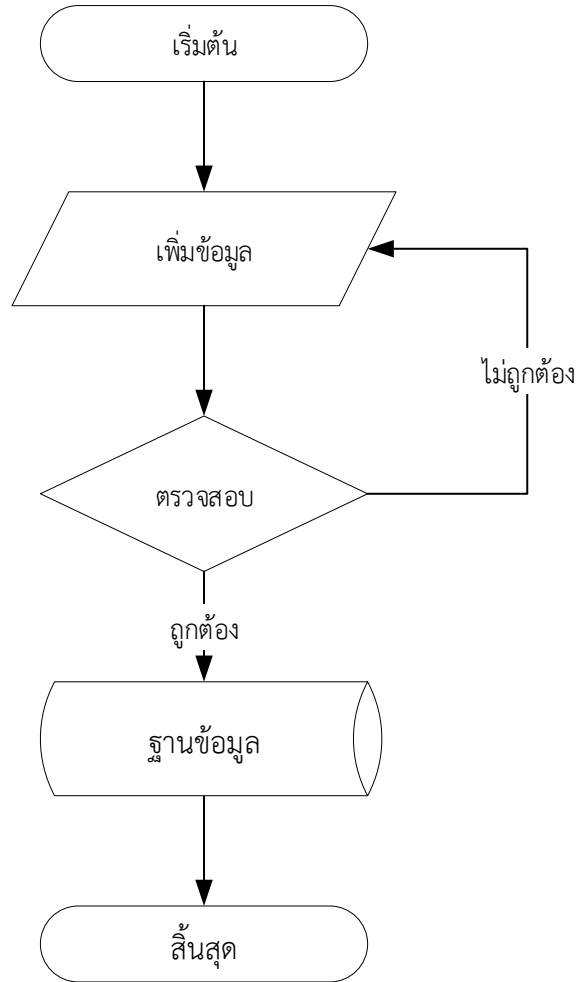 เริ่มต้น
เพิ่มข้อมูล
ไม่ถูกต้อง
ตรวจสอบ
ถูกต้อง
ฐานข้อมูล
สิ้นสุด